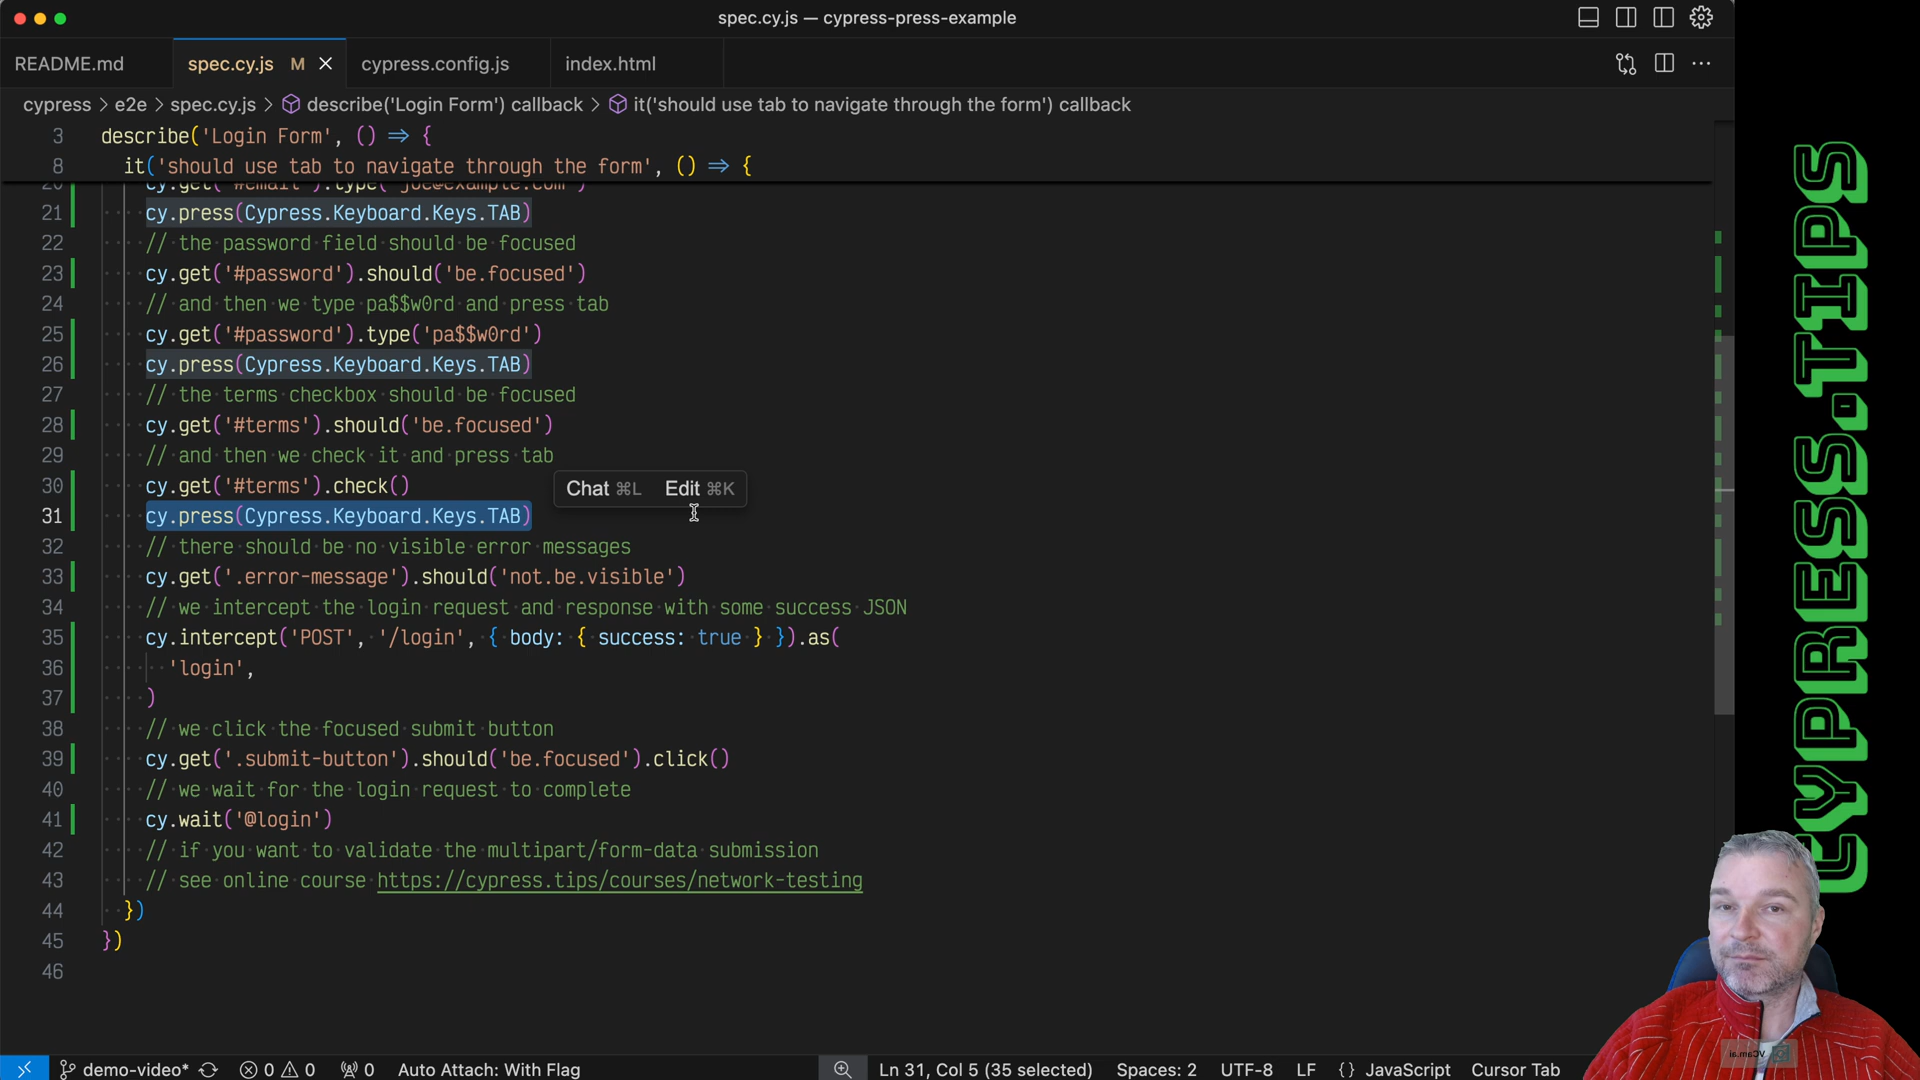 spec.cy.js — cypress-press-example
README.md spec.cy.js M cypress.config.js index.html
cypress > e2e > spec.cy.js > describe('Login Form') callback > it('should use tab to navigate through the form') callback
3 describe('Login Form', () => {
8 it('should use tab to navigate through the form', () => {
20 cy.get('#email').type('joe@example.com')
21 cy.press(Cypress.Keyboard.Keys.TAB)
22 // the password field should be focused
23 cy.get('#password').should('be.focused')
24 // and then we type pa$$w0rd and press tab
25 cy.get('#password').type('pa$$w0rd')
26 cy.press(Cypress.Keyboard.Keys.TAB)
27 // the terms checkbox should be focused
28 cy.get('#terms').should('be.focused')
29 // and then we check it and press tab
30 cy.get('#terms').check()
Chat ⌘L Edit ⌘K
31 cy.press(Cypress.Keyboard.Keys.TAB)
32 // there should be no visible error messages
33 cy.get('.error-message').should('not.be.visible')
34 // we intercept the login request and response with some success JSON
35 cy.intercept('POST', '/login', { body: { success: true } }).as(
36 'login',
37 )
38 // we click the focused submit button
39 cy.get('.submit-button').should('be.focused').click()
40 // we wait for the login request to complete
41 cy.wait('@login')
42 // if you want to validate the multipart/form-data submission
43 // see online course https://cypress.tips/courses/network-testing
44 })
45 })
46
demo-video* 0 0 0 Auto Attach: With Flag Ln 31, Col 5 (35 selected) Spaces: 2 UTF-8 LF {} JavaScript Cursor Tab
CYPRESS.TIPS
VCam.ai